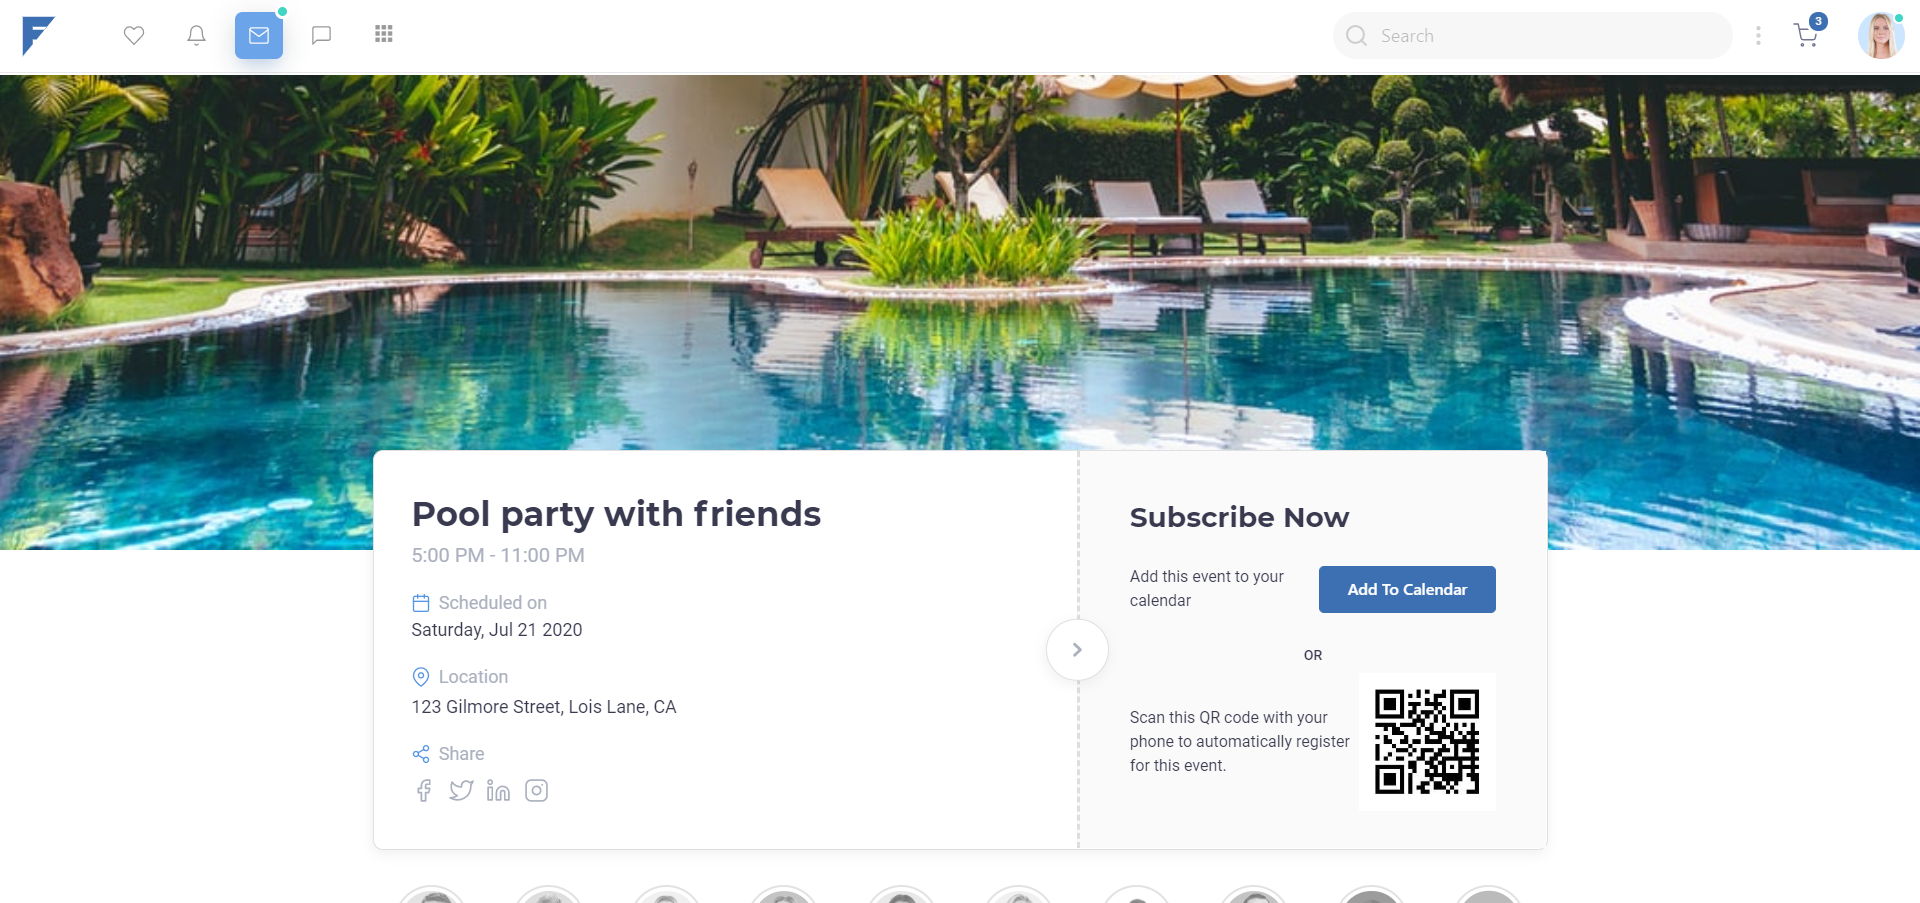 Search
3
Pool party with friends
5:00 PM - 11:00 PM
Scheduled on
Saturday, Jul 21 2020
Location
123 Gilmore Street, Lois Lane, CA
Share
Subscribe Now
Add this event to your
calendar
Add To Calendar
OR
Scan this QR code with your
phone to automatically register
for this event.